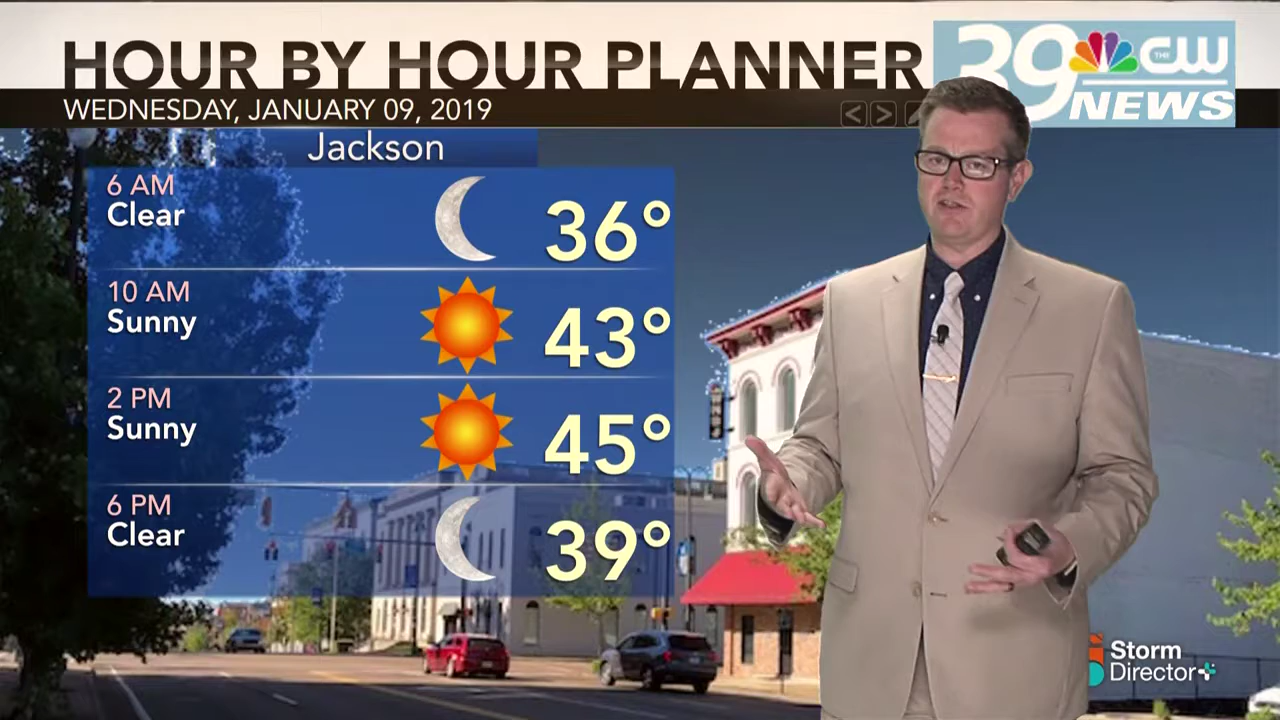 HOUR BY HOUR PLANNER
39 THE CW
NEWS
WEDNESDAY, JANUARY 09, 2019
Jackson
6 AM
Clear
36°
10 AM
Sunny
43°
2 PM
Sunny
45°
6 PM
Clear
39°
Storm
Director+